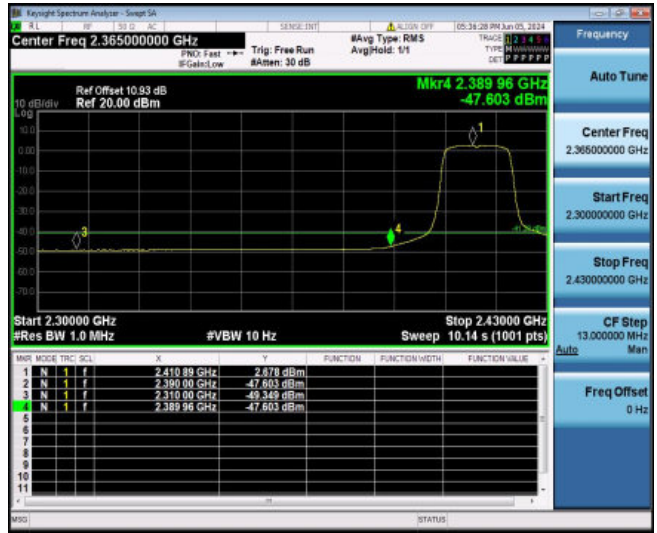 Keysight Spectrum Analyzer - Swept SA
RL RF 50 Ω AC SENSE:INT ALIGN OFF 05:36:28 PM Jun 05, 2024
Center Freq 2.365000000 GHz
PNO: Fast
IFGain:Low
Trig: Free Run
#Atten: 30 dB
#Avg Type: RMS
Avg|Hold: 1/1
TRACE 1 2 3 4 5 6
TYPE M W W W W W
DET P P P P P P
Frequency
Auto Tune
Center Freq
2.365000000 GHz
Start Freq
2.300000000 GHz
Stop Freq
2.430000000 GHz
CF Step
13.000000 MHz
Auto Man
Freq Offset
0 Hz
Mkr4 2.389 96 GHz
-47.603 dBm
Ref Offset 10.93 dB
10 dB/div Ref 20.00 dBm
Log
10.0
0.00
-10.0
-20.0
-30.0
-40.0
-50.0
-60.0
-70.0
1
3
4
Start 2.30000 GHz Stop 2.43000 GHz
#Res BW 1.0 MHz #VBW 10 Hz Sweep 10.14 s (1001 pts)
MKR MODE TRC SCL X Y FUNCTION FUNCTION WIDTH FUNCTION VALUE
1 N 1 f 2.410 89 GHz 2.678 dBm
2 N 1 f 2.390 00 GHz -47.603 dBm
3 N 1 f 2.310 00 GHz -49.349 dBm
4 N 1 f 2.389 96 GHz -47.603 dBm
5
6
7
8
9
10
11
MSG STATUS